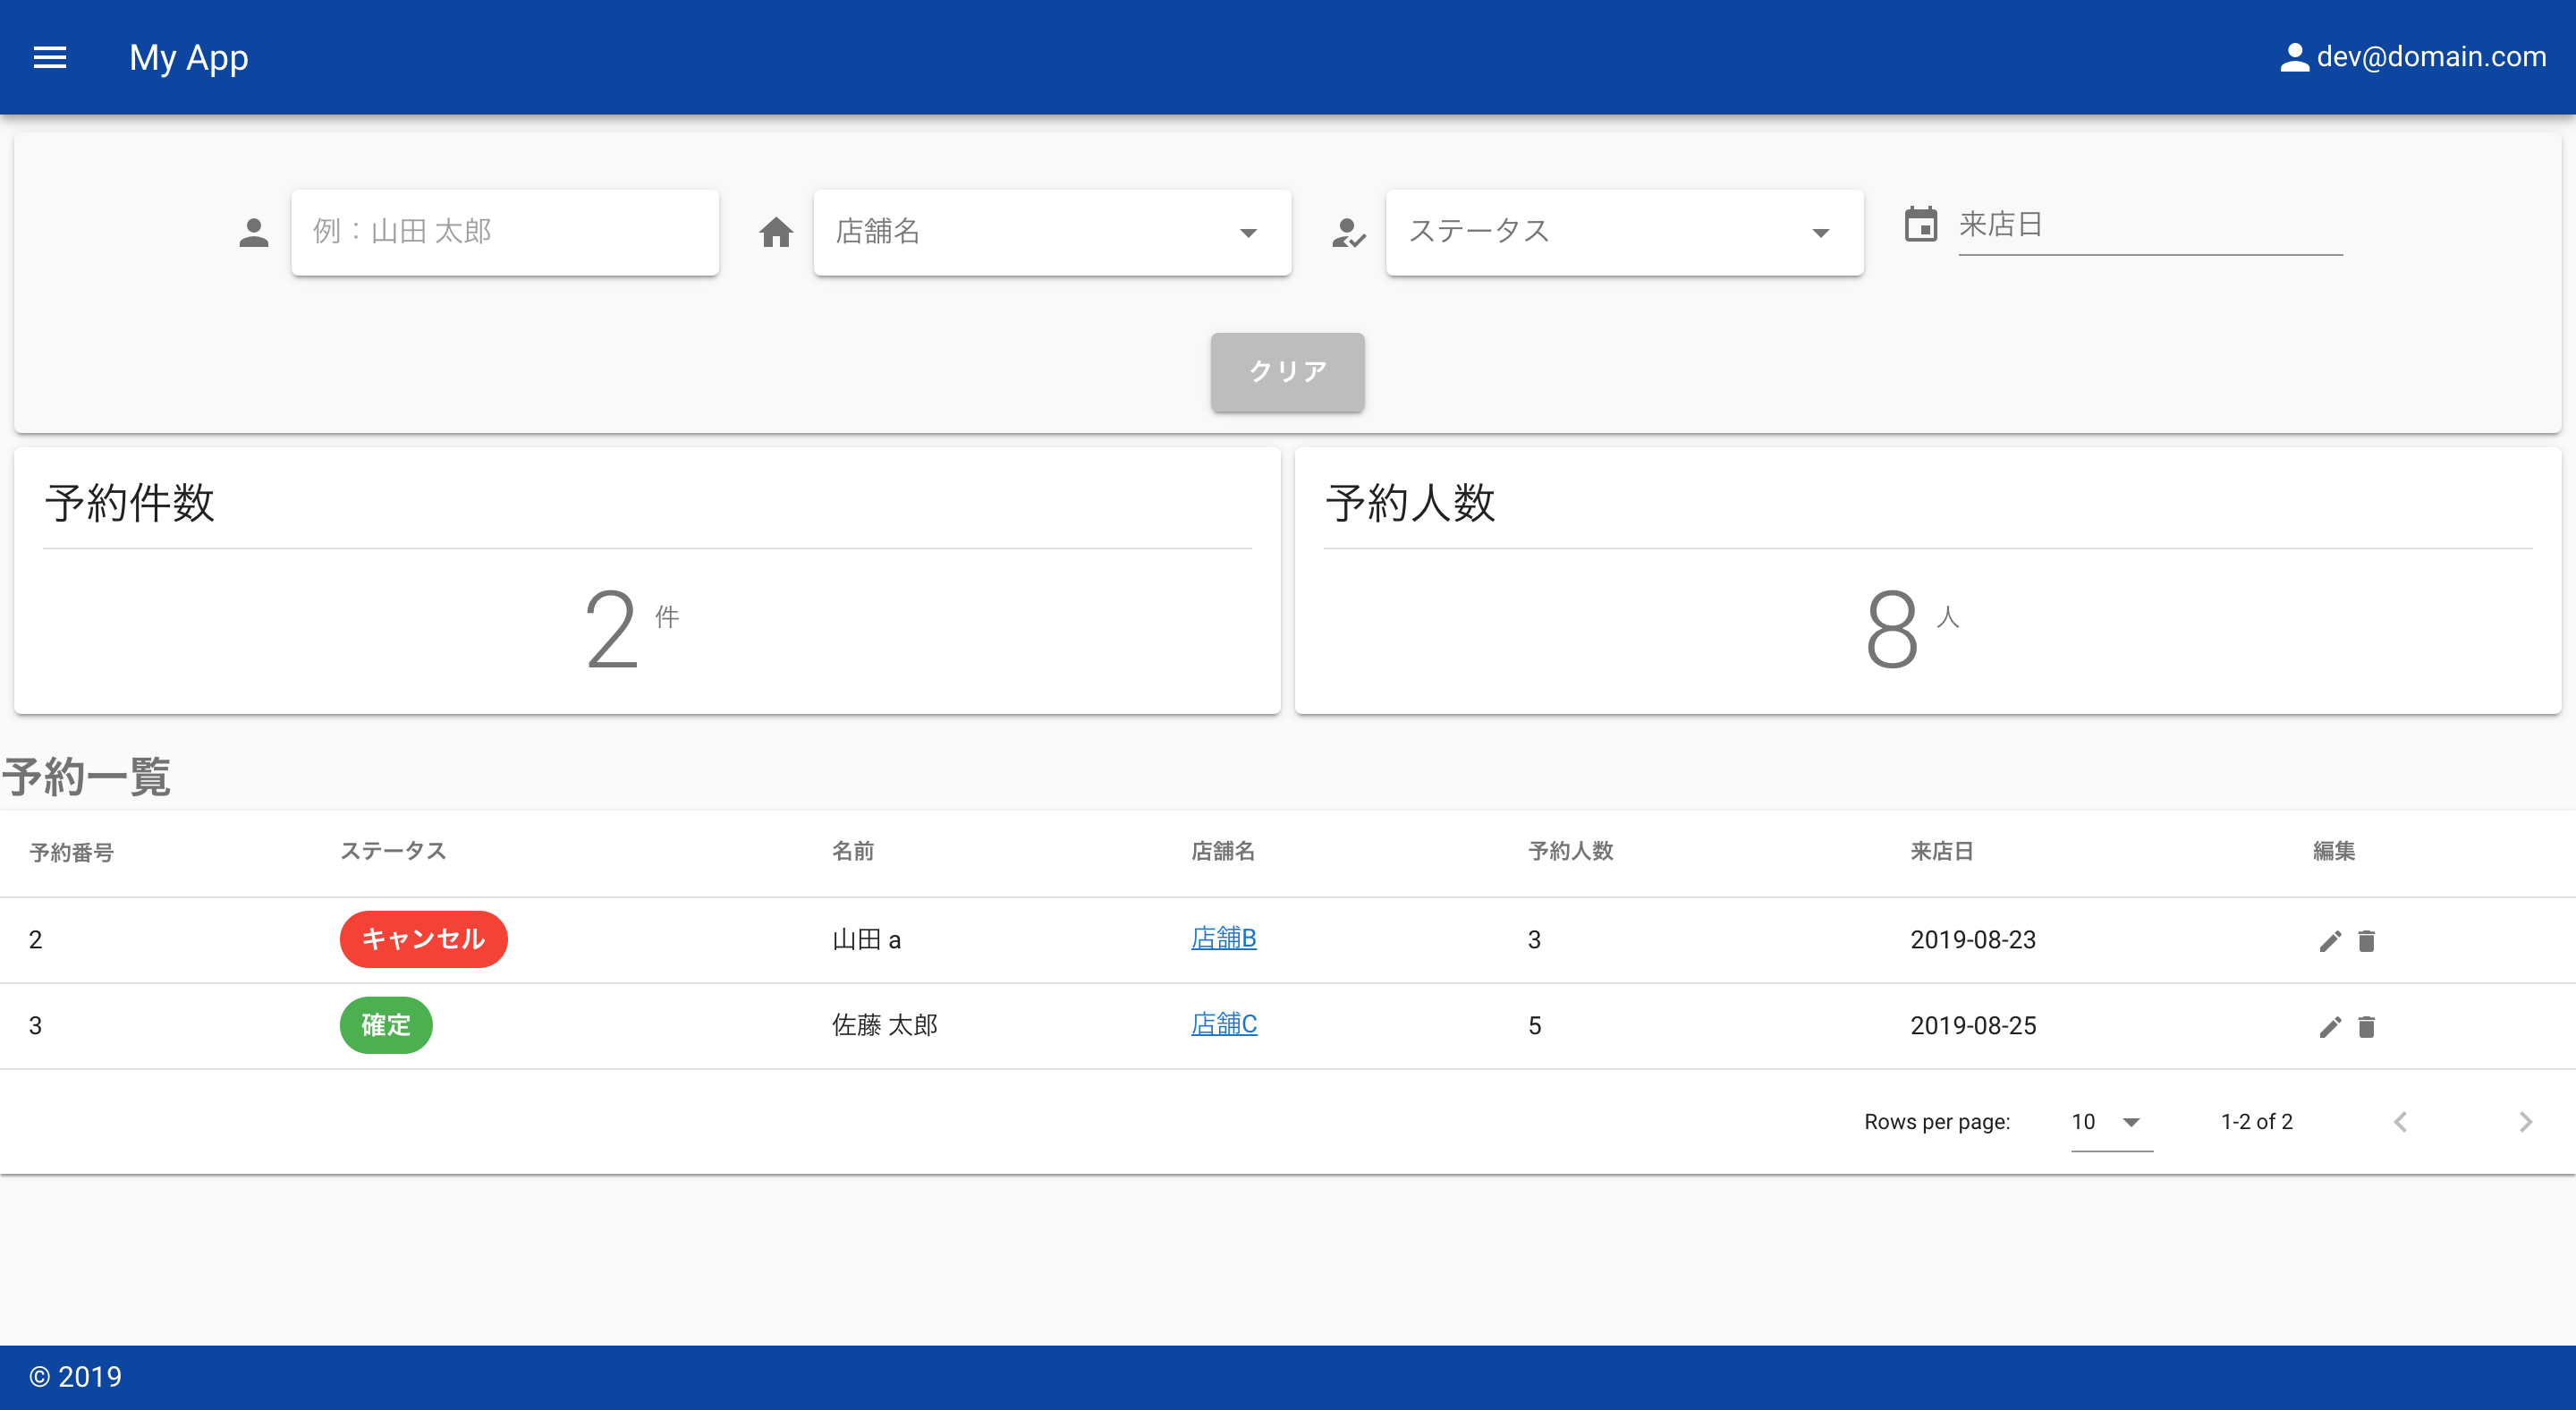 My App
dev@domain.com
例：山田 太郎
店舗名
ステータス
来店日
クリア
予約件数
2 件
予約人数
8 人
予約一覧
予約番号 ステータス 名前 店舗名 予約人数 来店日 編集
2 キャンセル 山田 a 店舗B 3 2019-08-23
3 確定 佐藤 太郎 店舗C 5 2019-08-25
Rows per page: 10 1-2 of 2
© 2019